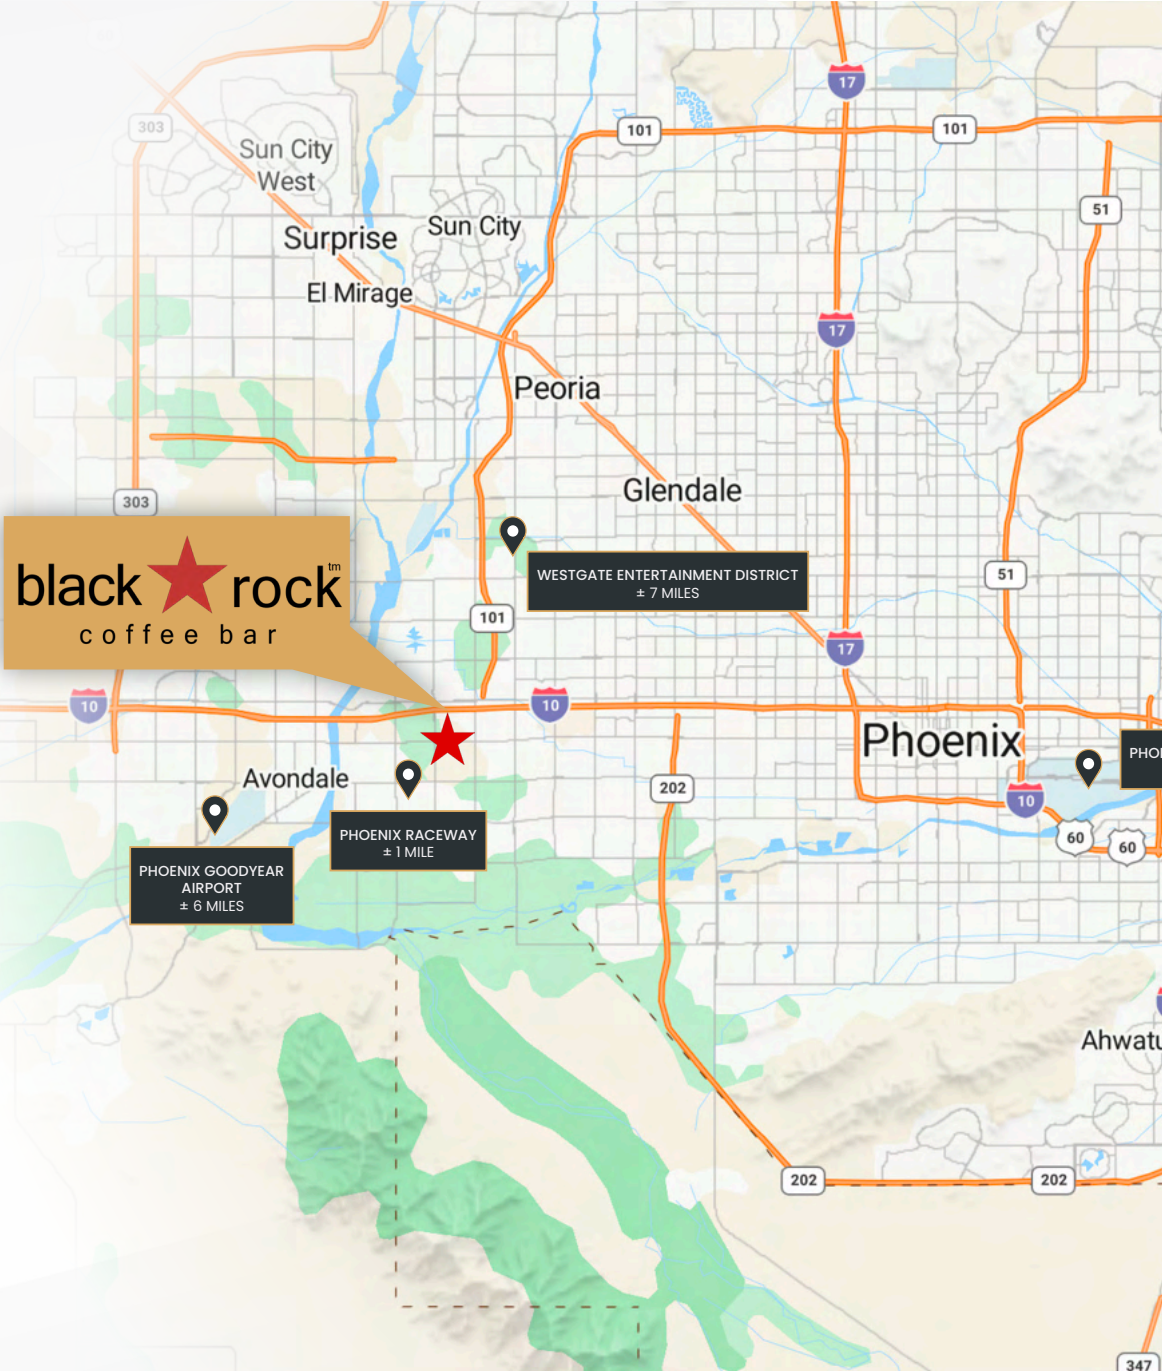 17
303
101
101
Sun City
West
51
Sun City
Surprise
El Mirage
17
Peoria
Glendale
303
WESTGATE ENTERTAINMENT DISTRICT
± 7 MILES
51
black rock™
coffee bar
101
17
10
10
Phoenix
PHO
Avondale
202
10
PHOENIX RACEWAY
± 1 MILE
60
60
PHOENIX GOODYEAR
AIRPORT
± 6 MILES
Ahwatu
202
202
347